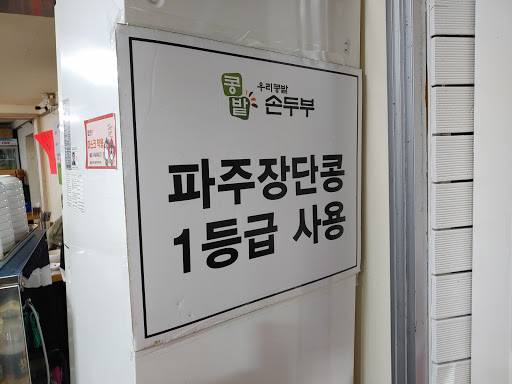 콩
밭
우리콩밭
손두부
파주장단콩
1등급 사용